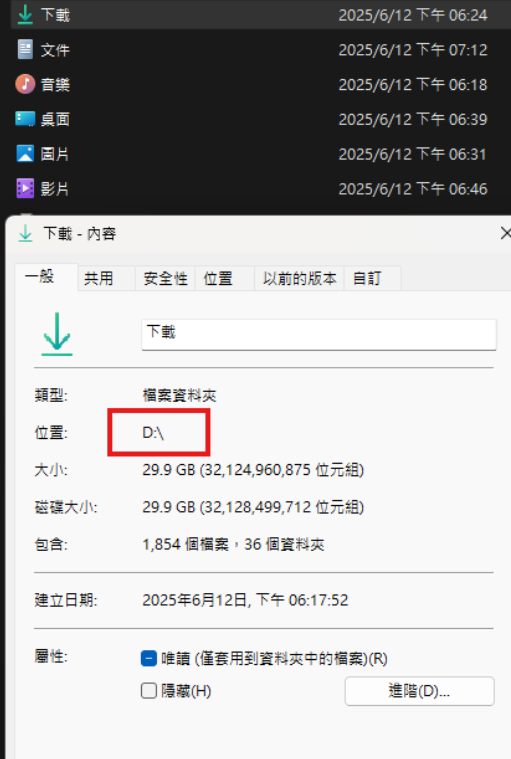 下載 2025/6/12 下午 06:24
文件 2025/6/12 下午 07:12
音樂 2025/6/12 下午 06:18
桌面 2025/6/12 下午 06:39
圖片 2025/6/12 下午 06:31
影片 2025/6/12 下午 06:46
下載 - 內容
一般 共用 安全性 位置 以前的版本 自訂
下載
類型: 檔案資料夾
位置: D:\
大小: 29.9 GB (32,124,960,875 位元組)
磁碟大小: 29.9 GB (32,128,499,712 位元組)
包含: 1,854 個檔案，36 個資料夾
建立日期: 2025年6月12日, 下午 06:17:52
屬性: 唯讀 (僅套用到資料夾中的檔案)(R)
隱藏(H) 進階(D)...